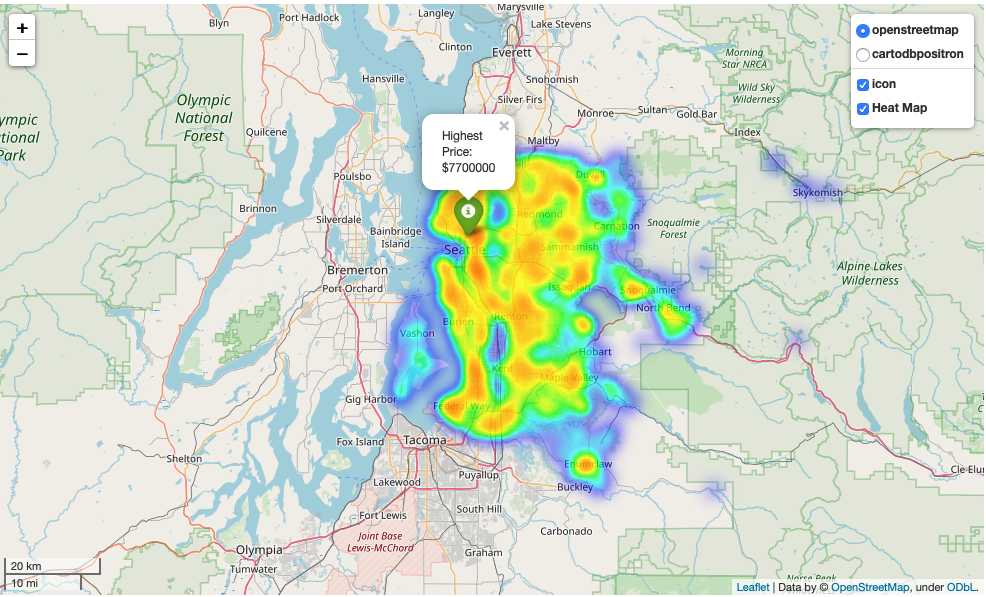 Marysville
Langley
Port Hadlock
Blyn
Lake Stevens
Clinton
Everett
+
−
openstreetmap
cartodbpositron
icon
Heat Map
Morning
Star NRCA
Hansville
Snohomish
Wild Sky
Wilderness
Silver Firs
Olympic
National
Forest
Sultan
Gold Bar
Monroe
ympic
tional
Park
Quilcene
Index
Maltby
×
Highest
Price:
$7700000
Poulsbo
Duvall
Skykomish
Brinnon
Redmond
Silverdale
Carnation
Snoqualmie
Forest
Bainbridge
Island
Seattle
Sammamish
Bremerton
Alpine Lakes
Wilderness
Port Orchard
Issaquah
Snoqualmie
North Bend
Renton
Burien
Vashon
Hobart
Kent
Maple Valley
Gig Harbor
Federal Way
Fox Island
Tacoma
Shelton
Enumclaw
Cle Elu
Puyallup
Lakewood
Buckley
South Hill
Fort Lewis
Carbonado
Joint Base
Lewis-McChord
Olympia
Graham
Tumwater
20 km
10 mi
Norse Peak
Leaflet | Data by © OpenStreetMap, under ODbL.